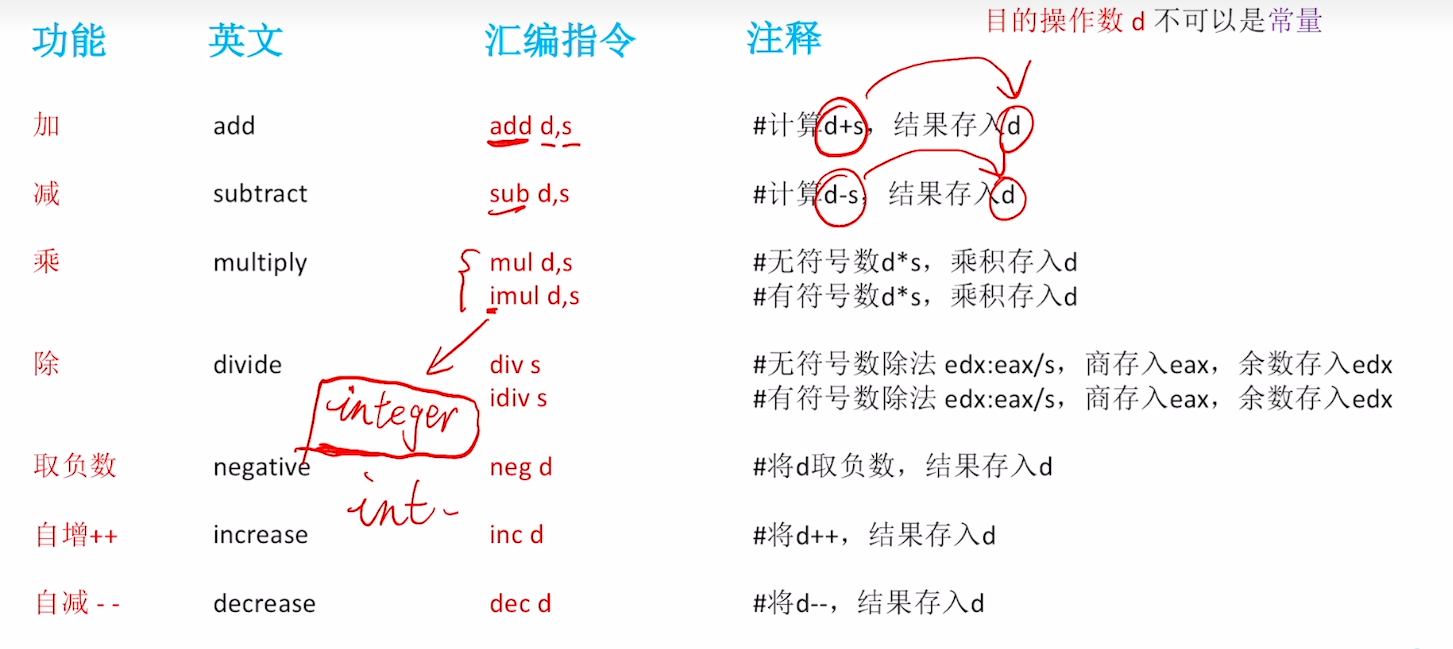 目的操作数 d 不可以是常量
功能 英文 汇编指令 注释
加 add add d,s #计算d+s，结果存入d
减 subtract sub d,s #计算d-s，结果存入d
乘 multiply mul d,s #无符号数d*s，乘积存入d
imul d,s #有符号数d*s，乘积存入d
除 divide div s #无符号数除法 edx:eax/s，商存入eax，余数存入edx
idiv s #有符号数除法 edx:eax/s，商存入eax，余数存入edx
integer
取负数 negative neg d #将d取负数，结果存入d
int
自增++ increase inc d #将d++，结果存入d
自减-- decrease dec d #将d--，结果存入d